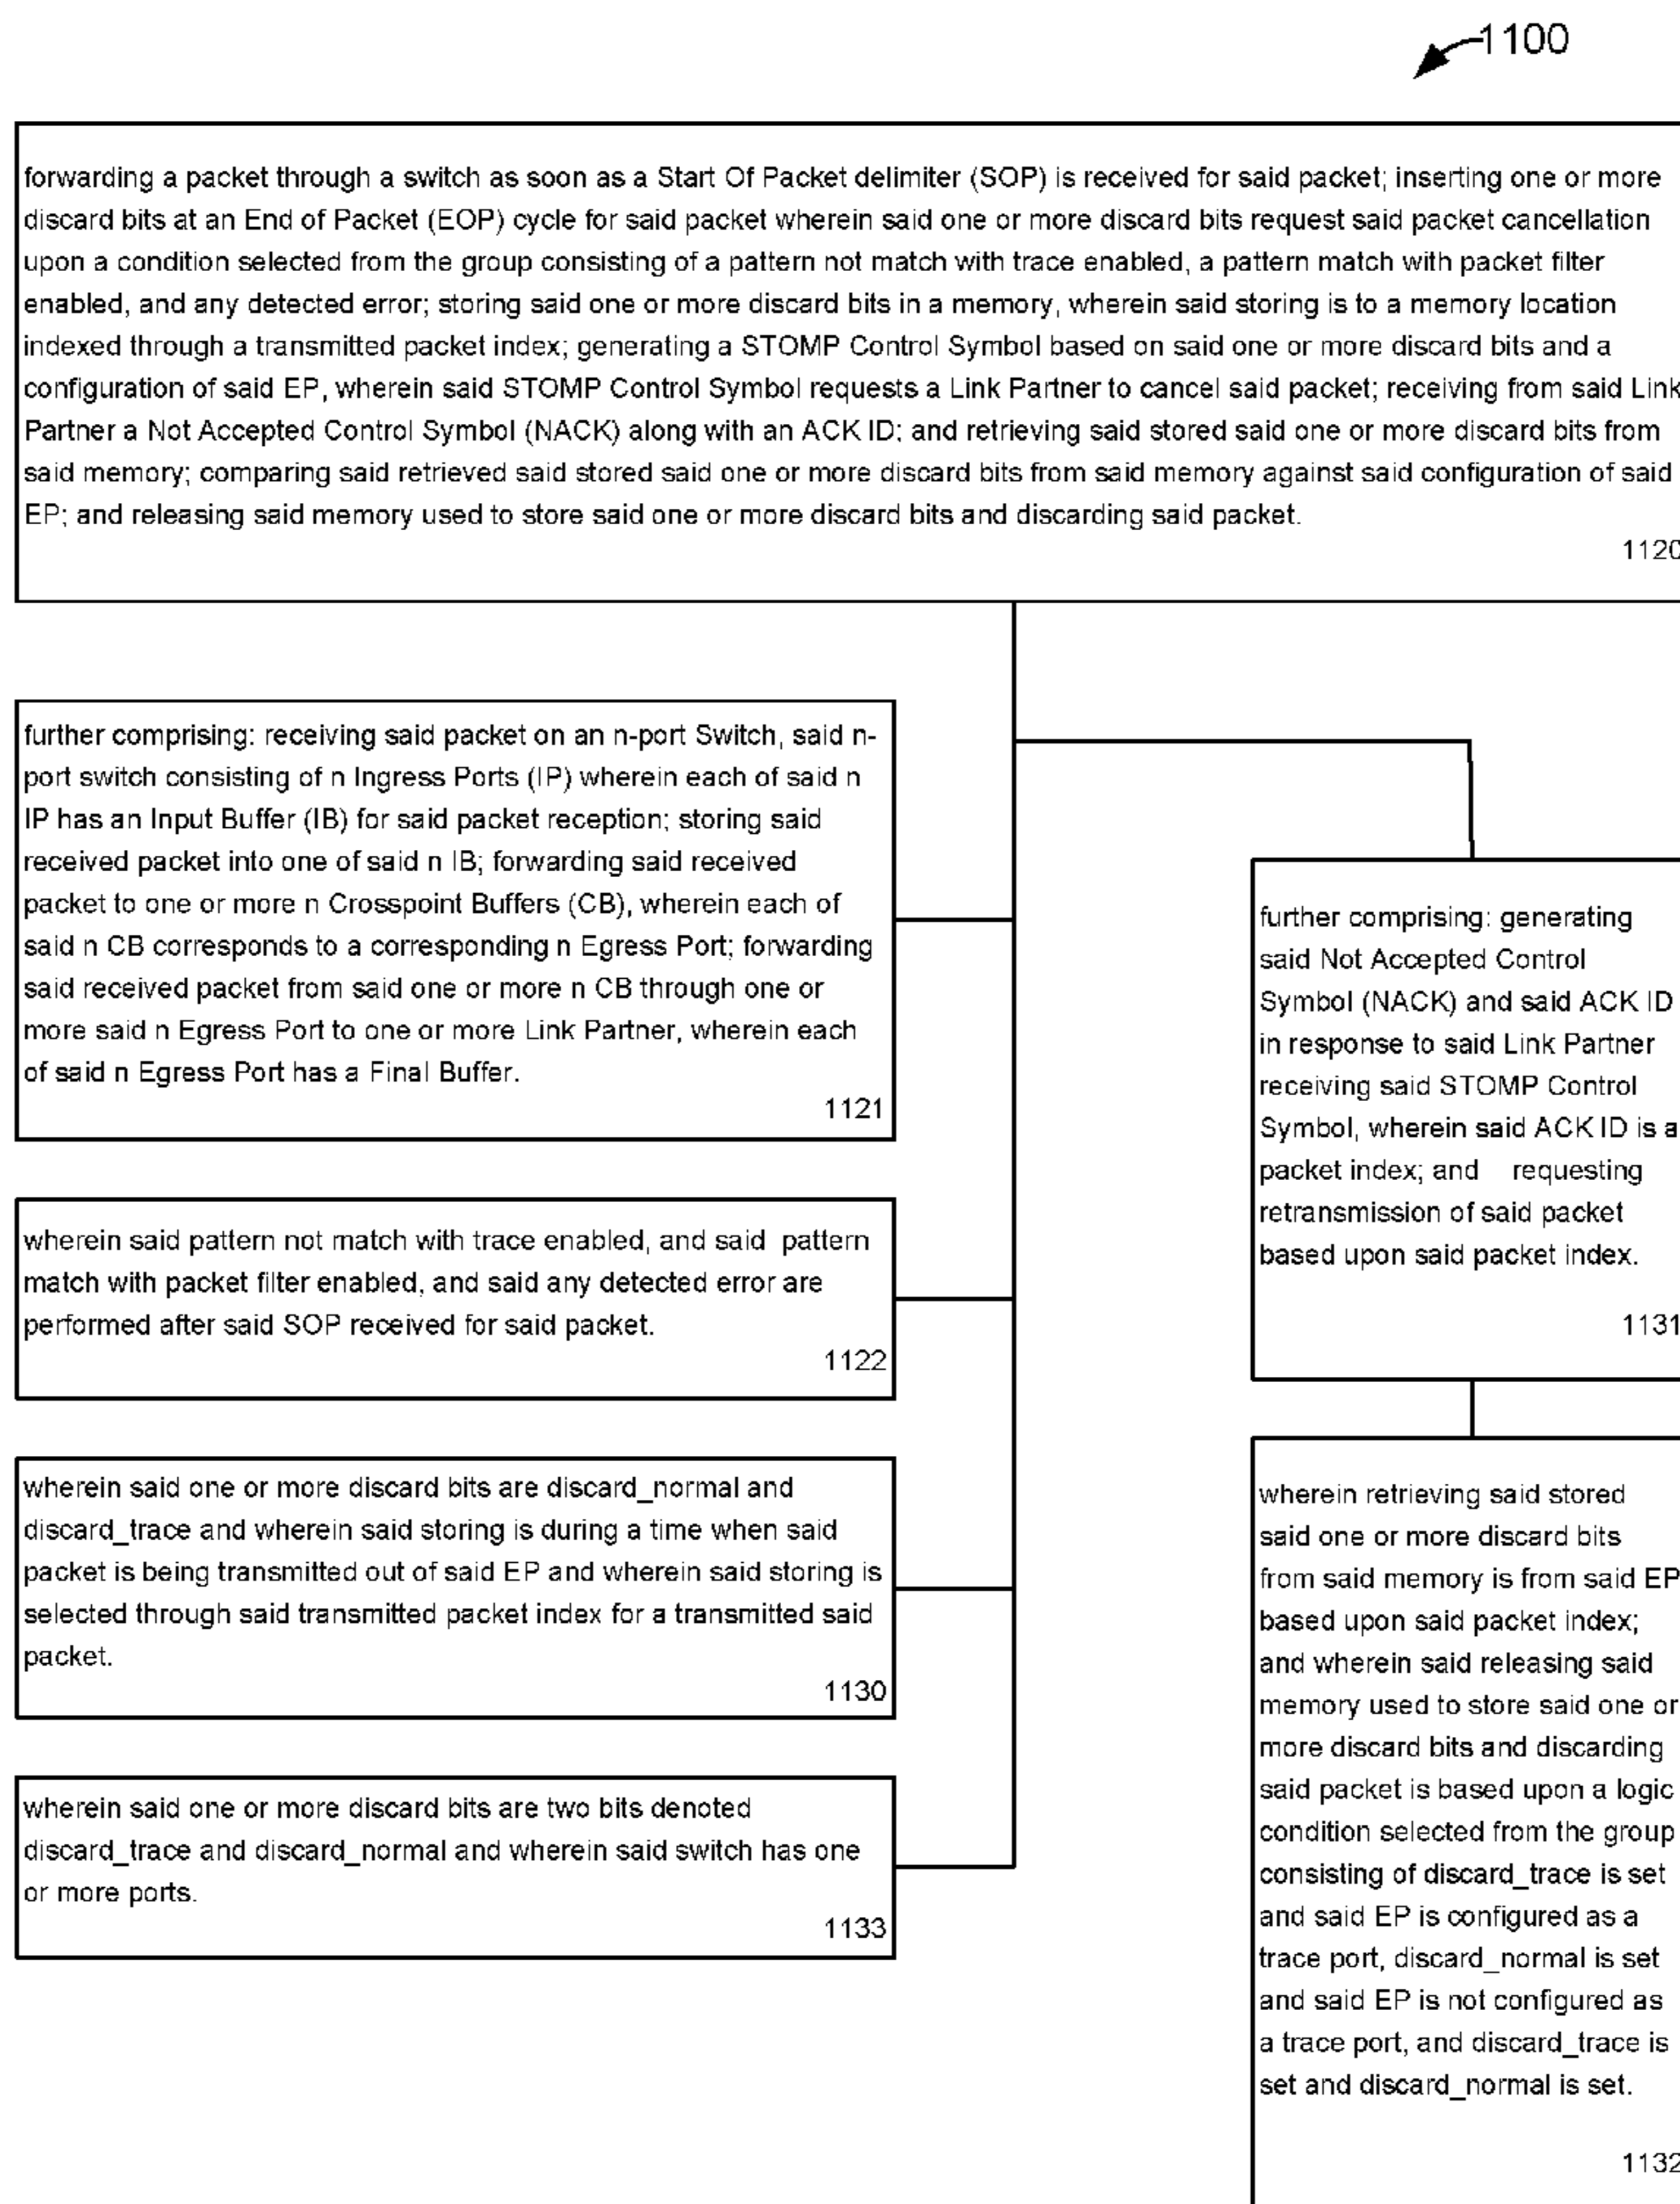 1100
forwarding a packet through a switch as soon as a Start Of Packet delimiter (SOP) is received for said packet; inserting one or more
discard bits at an End of Packet (EOP) cycle for said packet wherein said one or more discard bits request said packet cancellation
upon a condition selected from the group consisting of a pattern not match with trace enabled, a pattern match with packet filter
enabled, and any detected error; storing said one or more discard bits in a memory, wherein said storing is to a memory location
indexed through a transmitted packet index; generating a STOMP Control Symbol based on said one or more discard bits and a
configuration of said EP, wherein said STOMP Control Symbol requests a Link Partner to cancel said packet; receiving from said Link
Partner a Not Accepted Control Symbol (NACK) along with an ACK ID; and retrieving said stored said one or more discard bits from
said memory; comparing said retrieved said stored said one or more discard bits from said memory against said configuration of said
EP; and releasing said memory used to store said one or more discard bits and discarding said packet.
1120
further comprising: receiving said packet on an n-port Switch, said n-
port switch consisting of n Ingress Ports (IP) wherein each of said n
IP has an Input Buffer (IB) for said packet reception; storing said
received packet into one of said n IB; forwarding said received
packet to one or more n Crosspoint Buffers (CB), wherein each of
said n CB corresponds to a corresponding n Egress Port; forwarding
said received packet from said one or more n CB through one or
more said n Egress Port to one or more Link Partner, wherein each
of said n Egress Port has a Final Buffer.
1121
wherein said pattern not match with trace enabled, and said pattern
match with packet filter enabled, and said any detected error are
performed after said SOP received for said packet.
1122
wherein said one or more discard bits are discard_normal and
discard_trace and wherein said storing is during a time when said
packet is being transmitted out of said EP and wherein said storing is
selected through said transmitted packet index for a transmitted said
packet.
1130
wherein said one or more discard bits are two bits denoted
discard_trace and discard_normal and wherein said switch has one
or more ports.
1133
further comprising: generating
said Not Accepted Control
Symbol (NACK) and said ACK ID
in response to said Link Partner
receiving said STOMP Control
Symbol, wherein said ACK ID is a
packet index; and requesting
retransmission of said packet
based upon said packet index.
1131
wherein retrieving said stored
said one or more discard bits
from said memory is from said EP
based upon said packet index;
and wherein said releasing said
memory used to store said one or
more discard bits and discarding
said packet is based upon a logic
condition selected from the group
consisting of discard_trace is set
and said EP is configured as a
trace port, discard_normal is set
and said EP is not configured as
a trace port, and discard_trace is
set and discard_normal is set.
1132